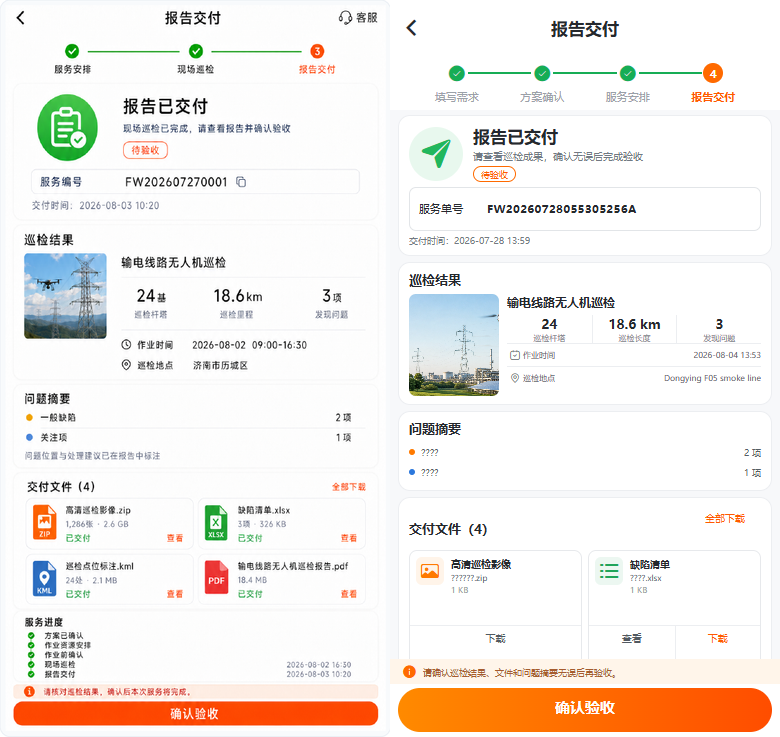 报告交付
客服
服务安排
现场巡检
3
报告交付
报告已交付
现场巡检已完成，请查看报告并确认验收
待验收
服务编号 FW202607270001
交付时间：2026-08-03 10:20
巡检结果
输电线路无人机巡检
24基 18.6km 3项
巡检杆塔 巡检里程 发现问题
作业时间 2026-08-02 09:00-16:30
巡检地点 济南市历城区
问题摘要
一般缺陷 2 项
关注项 1 项
问题位置与处理建议已在报告中标注
交付文件（4） 全部下载
ZIP
高清巡检影像.zip
1,286张 · 2.6 GB
已交付 查看
XLSX
缺陷清单.xlsx
3项 · 326 KB
已交付 查看
KML
巡检点位标注.kml
24处 · 2.1 MB
已交付 查看
PDF
输电线路无人机巡检报告.pdf
18.4 MB
已交付 查看
服务进度
方案已确认
作业资源安排
作业前确认
现场巡检 2026-08-02 16:30
报告交付 2026-08-03 10:20
请核对巡检结果，确认后本次服务将完成。
确认验收
报告交付
4
填写需求 方案确认 服务安排 报告交付
报告已交付
请查看巡检成果，确认无误后完成验收
待验收
服务单号 FW20260728055305256A
交付时间：2026-07-28 13:59
巡检结果
输电线路无人机巡检
24 18.6 km 3
巡检杆塔 巡检长度 发现问题
作业时间 2026-08-04 13:53
巡检地点 Dongying F05 smoke line
问题摘要
???? 2 项
???? 1 项
全部下载
交付文件（4）
高清巡检影像
??????.zip
1 KB
下载
缺陷清单
????.xlsx
1 KB
查看 下载
请确认巡检结果、文件和问题摘要无误后再验收。
确认验收